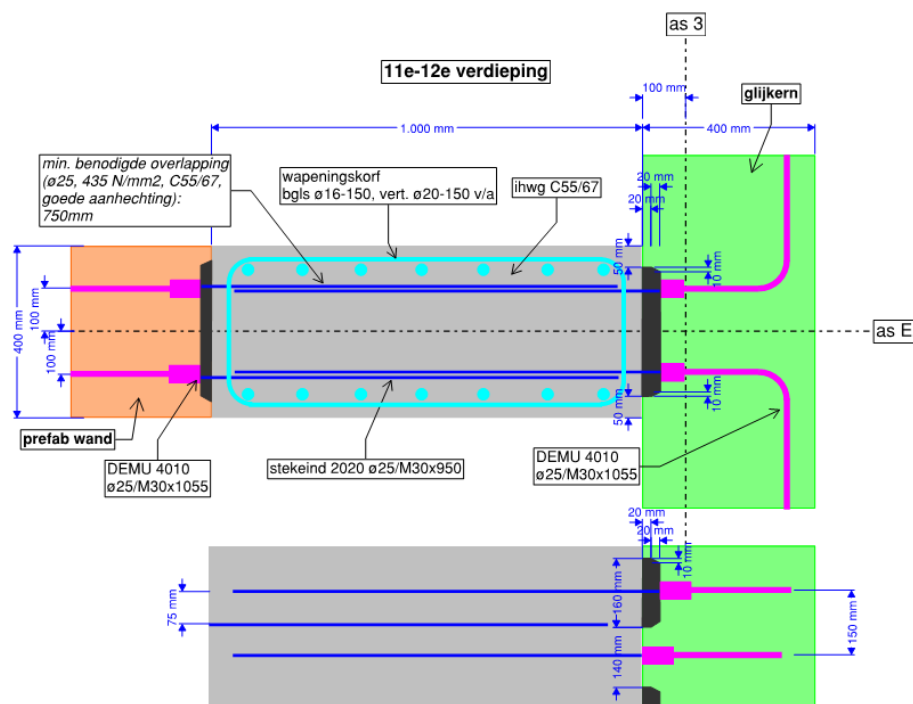 as 3
11e-12e verdieping
100 mm
glijkern
1.000 mm
400 mm
min. benodigde overlapping
(ø25, 435 N/mm2, C55/67,
goede aanhechting):
750mm
wapeningskorf
bgls ø16-150, vert. ø20-150 v/a
ihwg C55/67
20 mm
20 mm
50 mm
10 mm
400 mm
100 mm
100 mm
as E
50 mm
10 mm
prefab wand
DEMU 4010
ø25/M30x1055
stekeind 2020 ø25/M30x950
DEMU 4010
ø25/M30x1055
20 mm
20 mm
10 mm
75 mm
160 mm
150 mm
140 mm